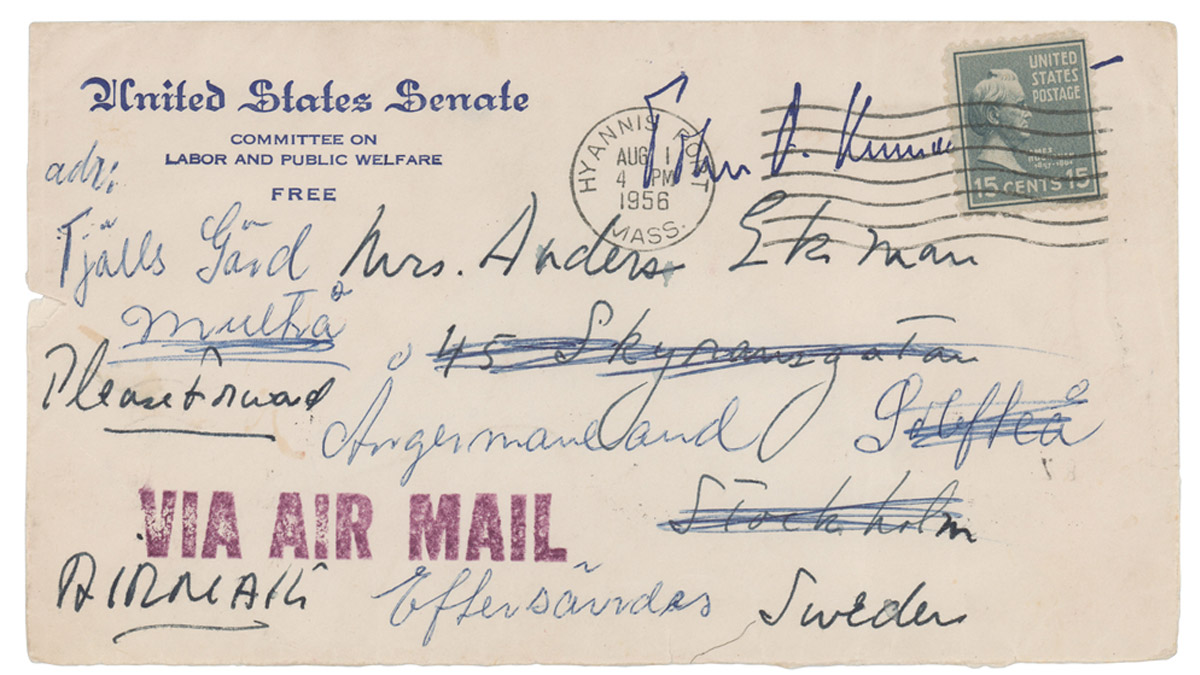 United States Senate
COMMITTEE ON
LABOR AND PUBLIC WELFARE
FREE
HYANNIS PORT
AUG 1
4 PM
1956
MASS.
UNITED
STATES
POSTAGE
15 CENTS 15
adr:
Tjälls Gård
Multrå
Mrs. Anders Ekman
Please Forward
45
Ångermanland
Stockholm
VIA AIR MAIL
AIRMAIL
Eftersändes
Sweden